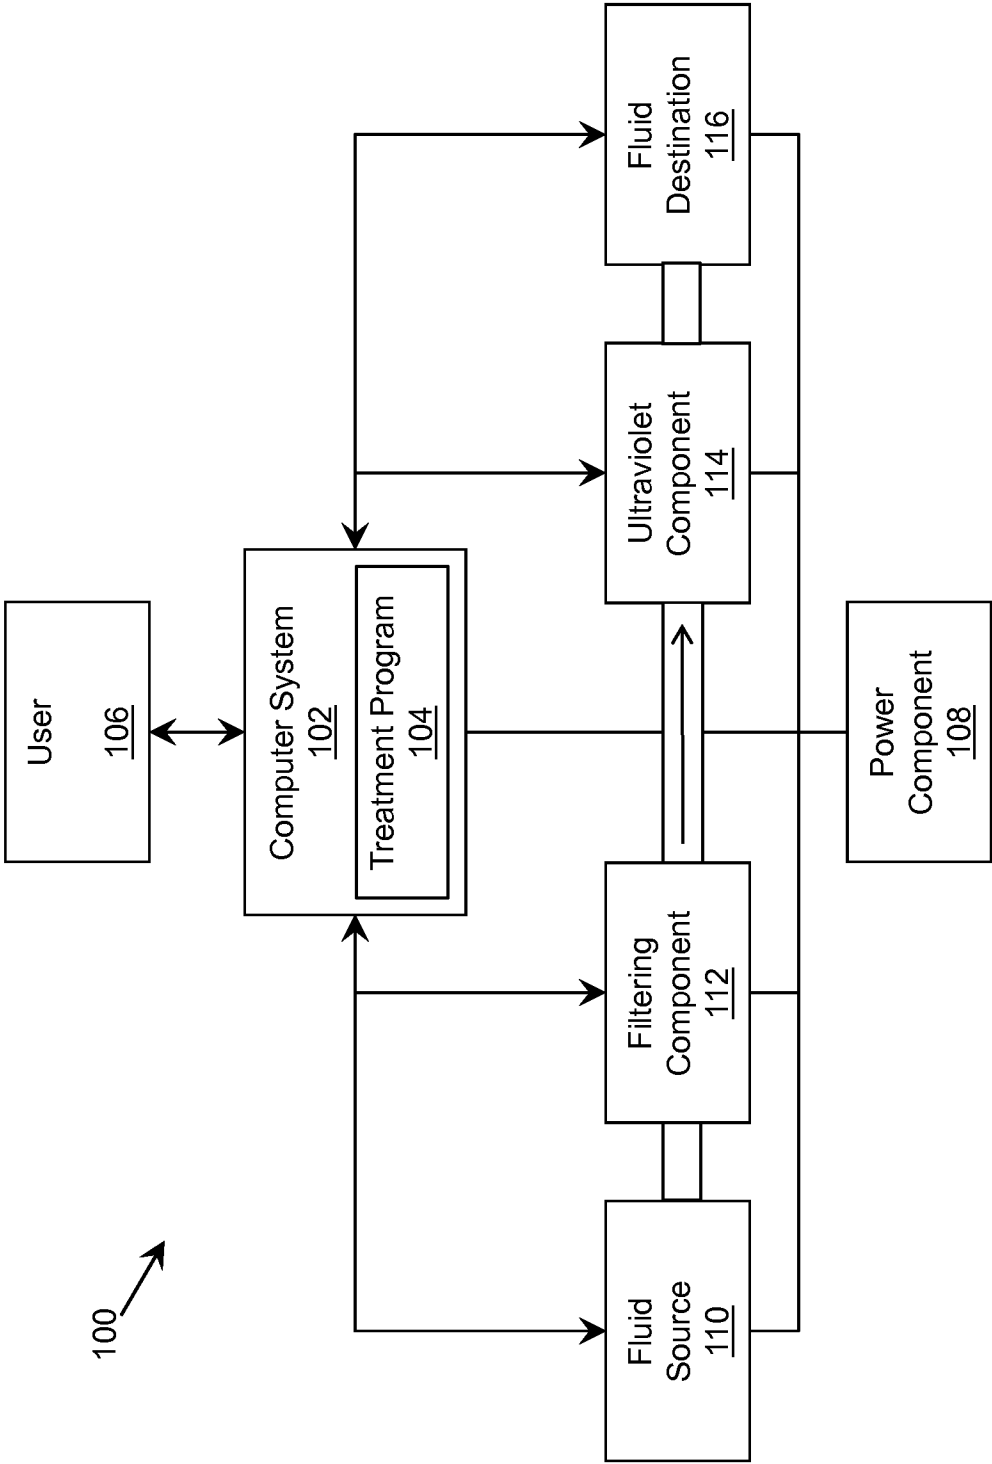 100
User
106
Computer System
102
Treatment Program
104
Fluid
Source
110
Filtering
Component
112
Ultraviolet
Component
114
Fluid
Destination
116
Power
Component
108